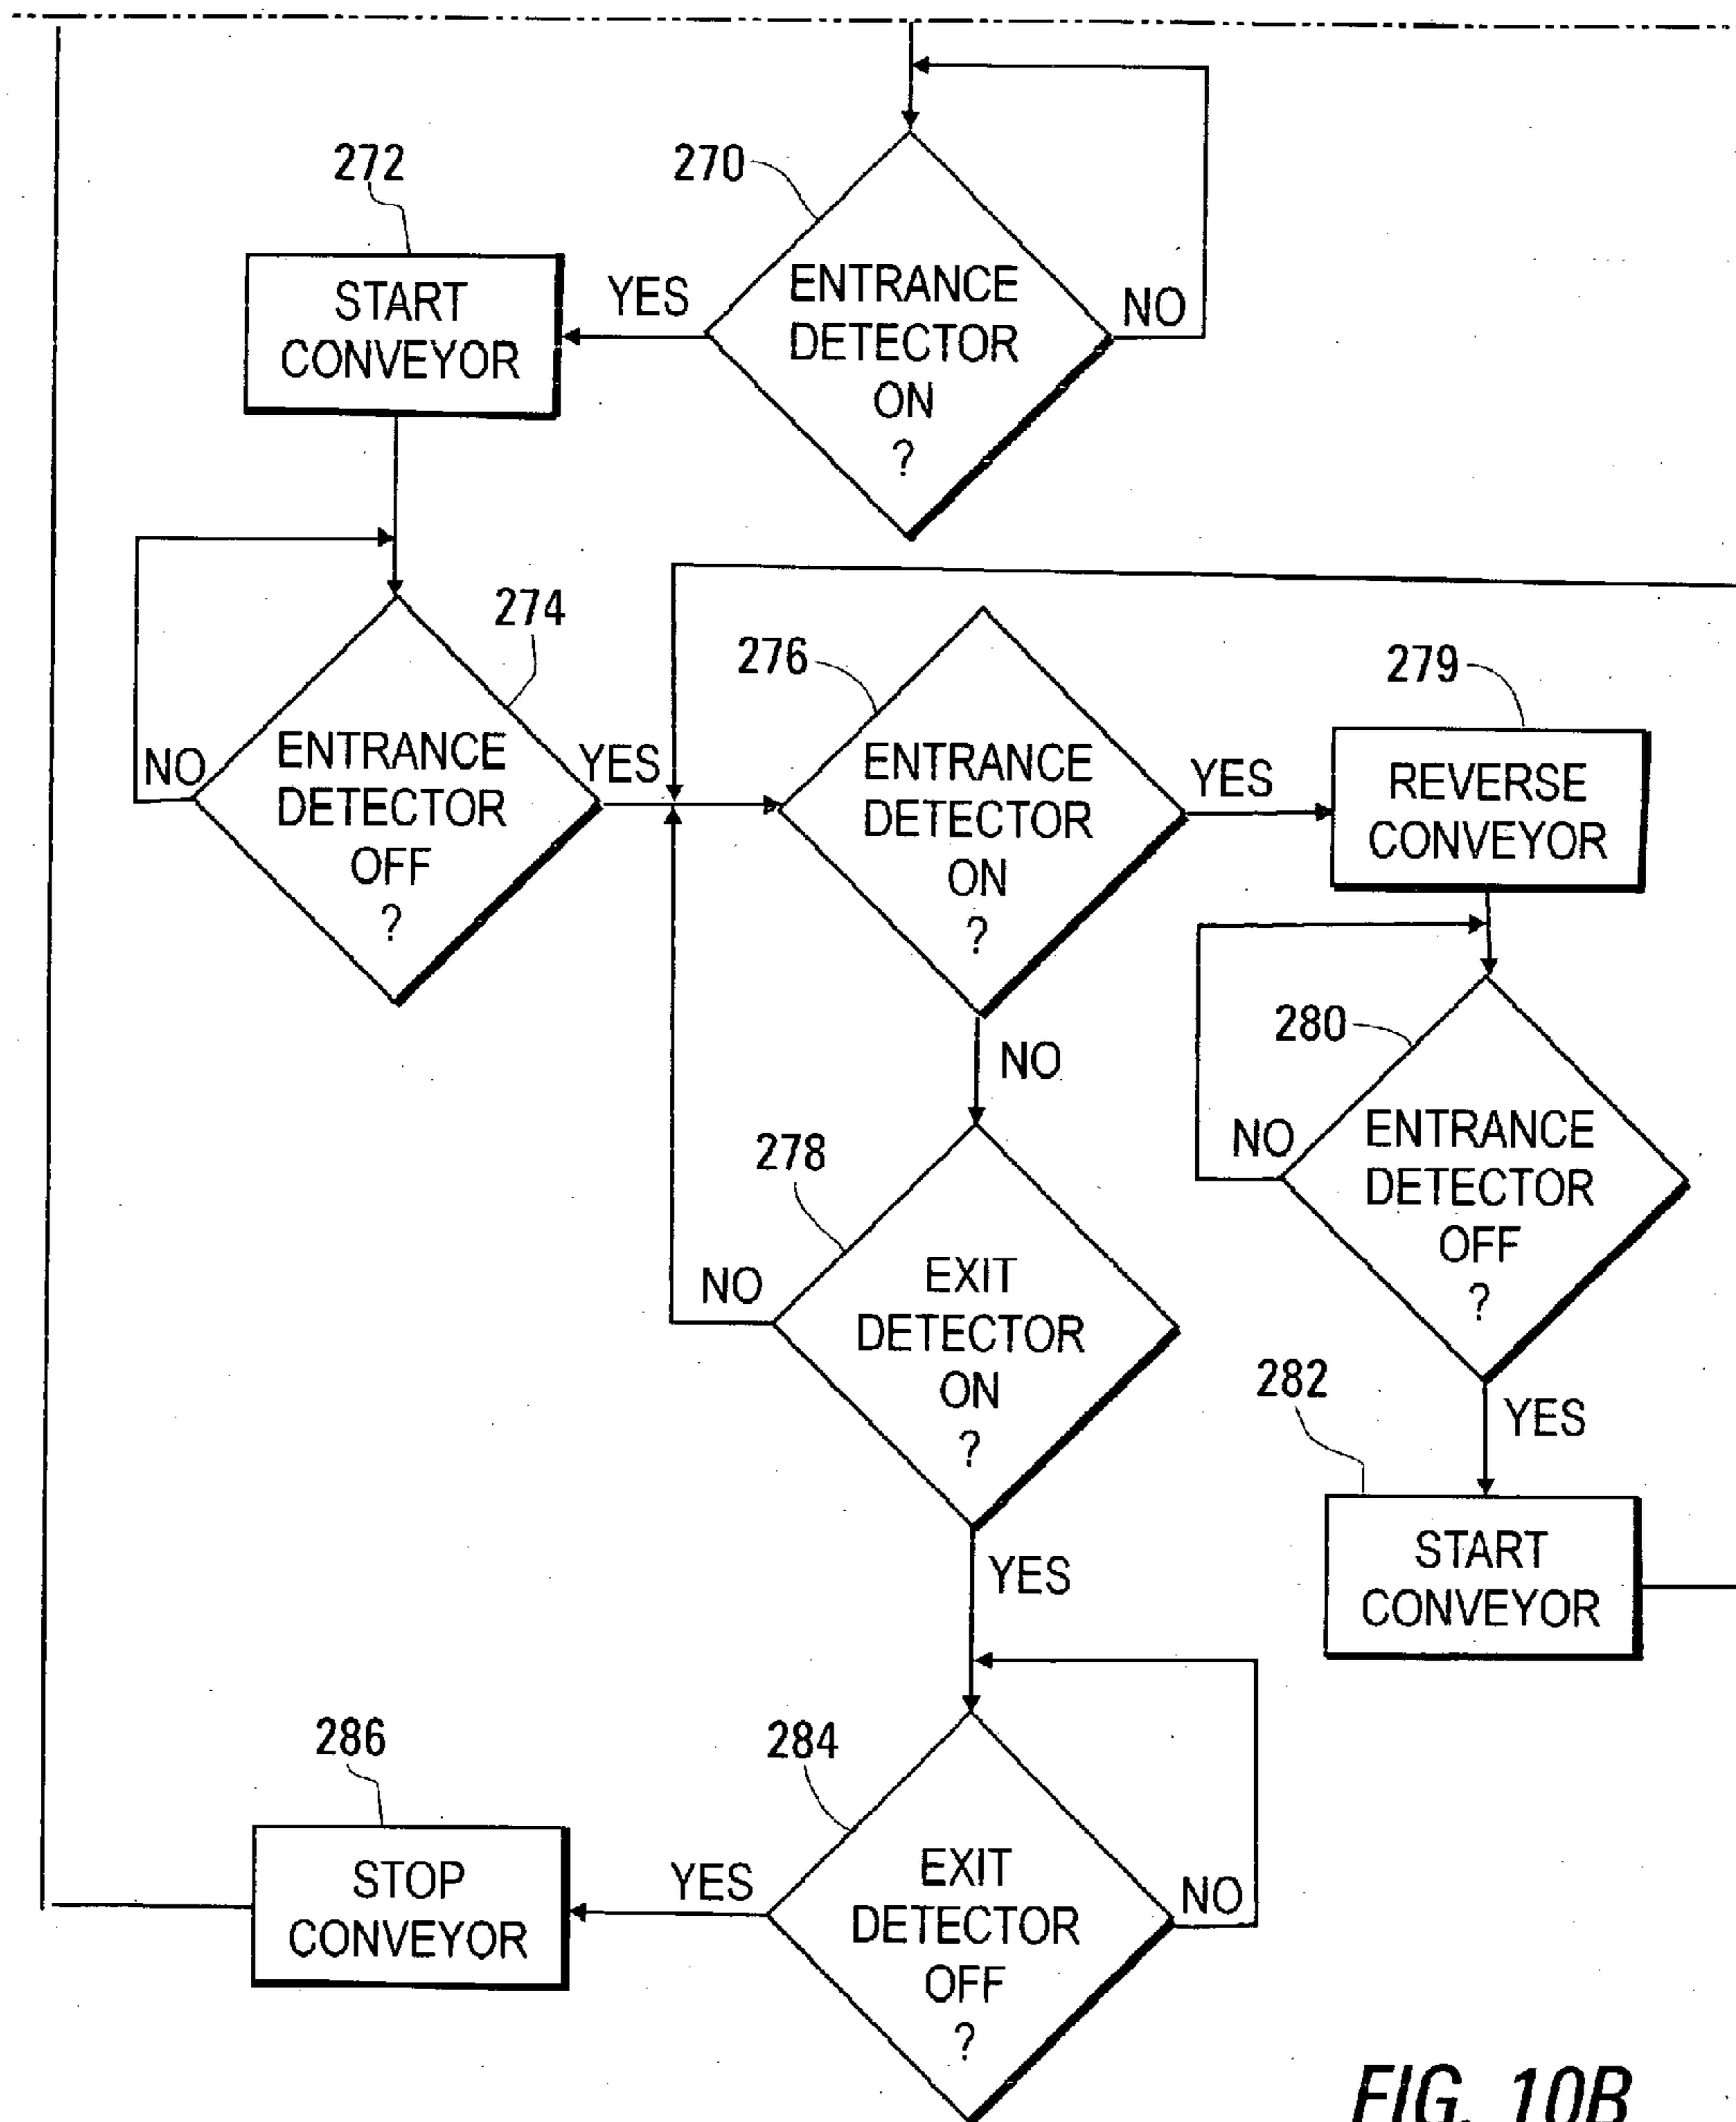 270
ENTRANCE
DETECTOR
ON
?
NO
YES
272
START
CONVEYOR
274
ENTRANCE
DETECTOR
OFF
?
NO
YES
276
ENTRANCE
DETECTOR
ON
?
YES
NO
279
REVERSE
CONVEYOR
280
ENTRANCE
DETECTOR
OFF
?
NO
YES
282
START
CONVEYOR
278
EXIT
DETECTOR
ON
?
NO
YES
284
EXIT
DETECTOR
OFF
?
NO
YES
286
STOP
CONVEYOR
FIG. 10B